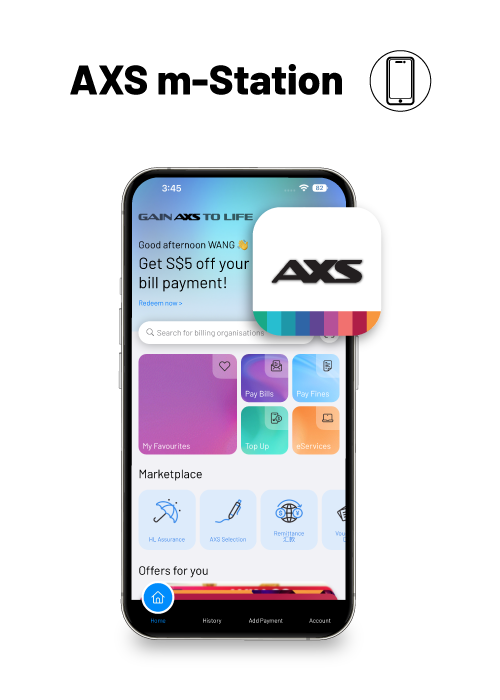 AXS m-Station
3:45
82
GAIN AXS TO LIFE
Good afternoon WANG 👋
Get S$5 off your
bill payment!
Redeem now >
AXS
Search for billing organisations
My Favourites
Pay Bills
Pay Fines
Top Up
eServices
Marketplace
HL Assurance
AXS Selection
Remittance
汇款
Vou
Offers for you
Home
History
Add Payment
Account